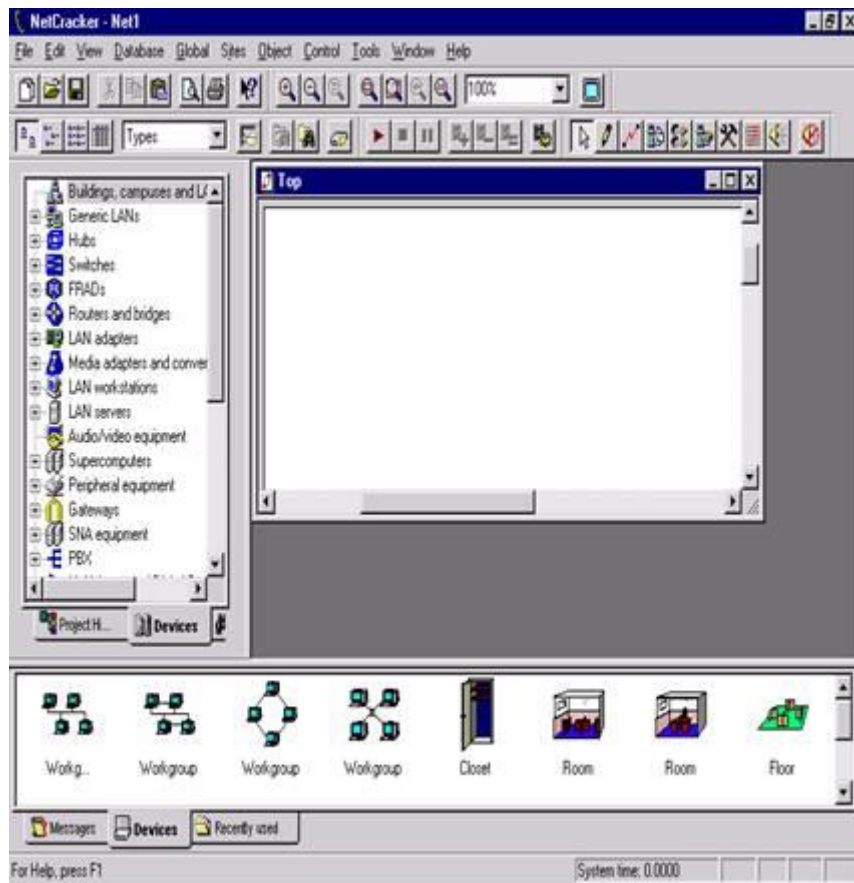 NetCracker - Net1
File Edit View Database Global Sites Object Control Tools Window Help
100%
Types
Top
Buildings, campuses and LA
Generic LANs
Hubs
Switches
FRADs
Routers and bridges
LAN adapters
Media adapters and conver
LAN workstations
LAN servers
Audio/video equipment
Supercomputers
Peripheral equipment
Gateways
SNA equipment
PBX
Project Hi...
Devices
Workg...
Workgroup
Workgroup
Workgroup
Closet
Room
Room
Floor
Messages
Devices
Recently used
For Help, press F1
System time: 0.0000